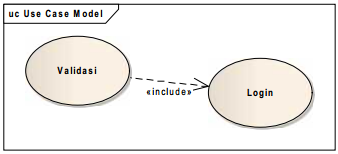 uc Use Case Model
Validasi
Login
«include»